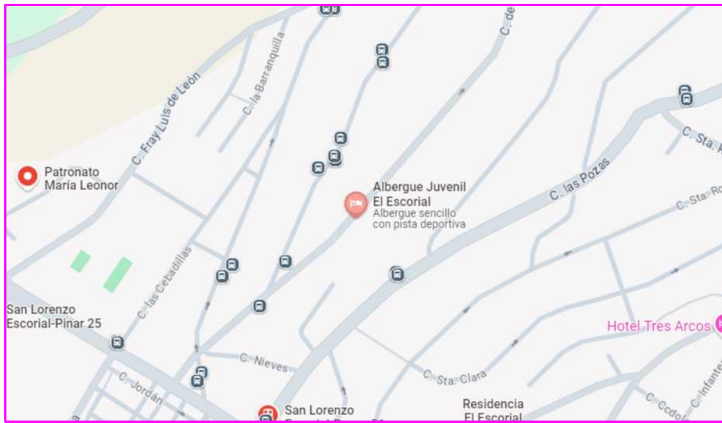 C. de
C. la Barranquilla
C. Fray Luis de León
Patronato
María Leonor
Albergue Juvenil
El Escorial
Albergue sencillo
con pista deportiva
C. las Pozas
C. Sta.
C. Sta.
C. las Cebadillas
San Lorenzo
Escorial-Pinar 25
Hotel Tres Arcos
C. Nieves
C. Sta. Clara
C. Jordán
San Lorenzo
Residencia
El Escorial